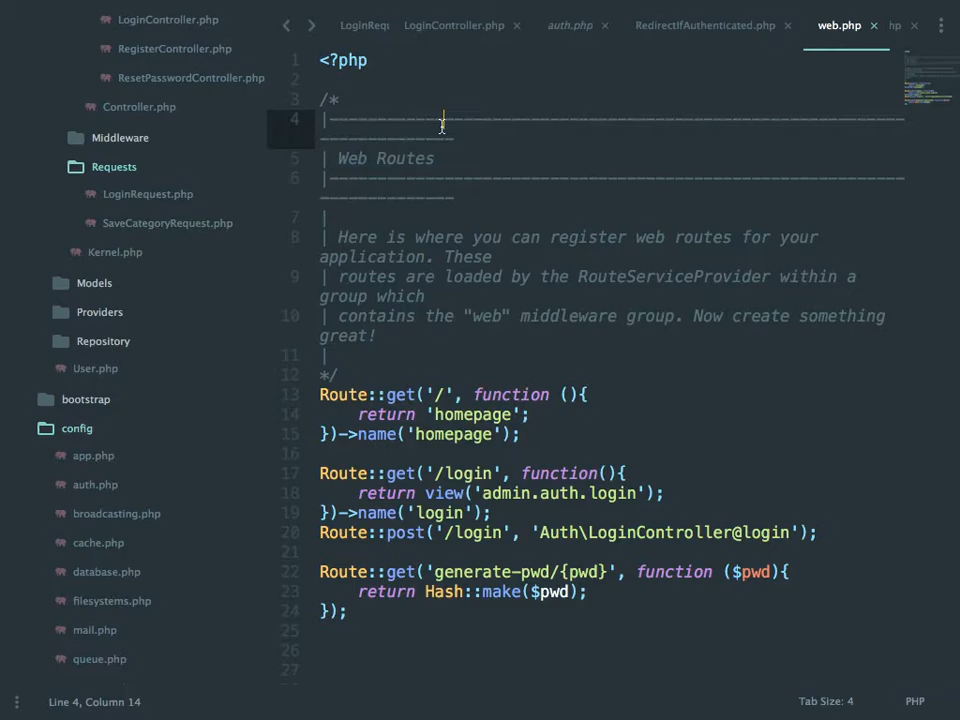 LoginController.php
RegisterController.php
ResetPasswordController.php
Controller.php
Middleware
Requests
LoginRequest.php
SaveCategoryRequest.php
Kernel.php
Models
Providers
Repository
User.php
bootstrap
config
app.php
auth.php
broadcasting.php
cache.php
database.php
filesystems.php
mail.php
queue.php
LoginRequ LoginController.php × auth.php × RedirectIfAuthenticated.php × web.php × hp ×
1 <?php
2
3 /*
4 |--------------------------------------------------------------------------
5 | Web Routes
6 |--------------------------------------------------------------------------
7 |
8 | Here is where you can register web routes for your
application. These
9 | routes are loaded by the RouteServiceProvider within a
group which
10 | contains the "web" middleware group. Now create something
great!
11 |
12 */
13 Route::get('/', function (){
14     return 'homepage';
15 })->name('homepage');
16
17 Route::get('/login', function(){
18     return view('admin.auth.login');
19 })->name('login');
20 Route::post('/login', 'Auth\LoginController@login');
21
22 Route::get('generate-pwd/{pwd}', function ($pwd){
23     return Hash::make($pwd);
24 });
25
26
27
Line 4, Column 14
Tab Size: 4
PHP